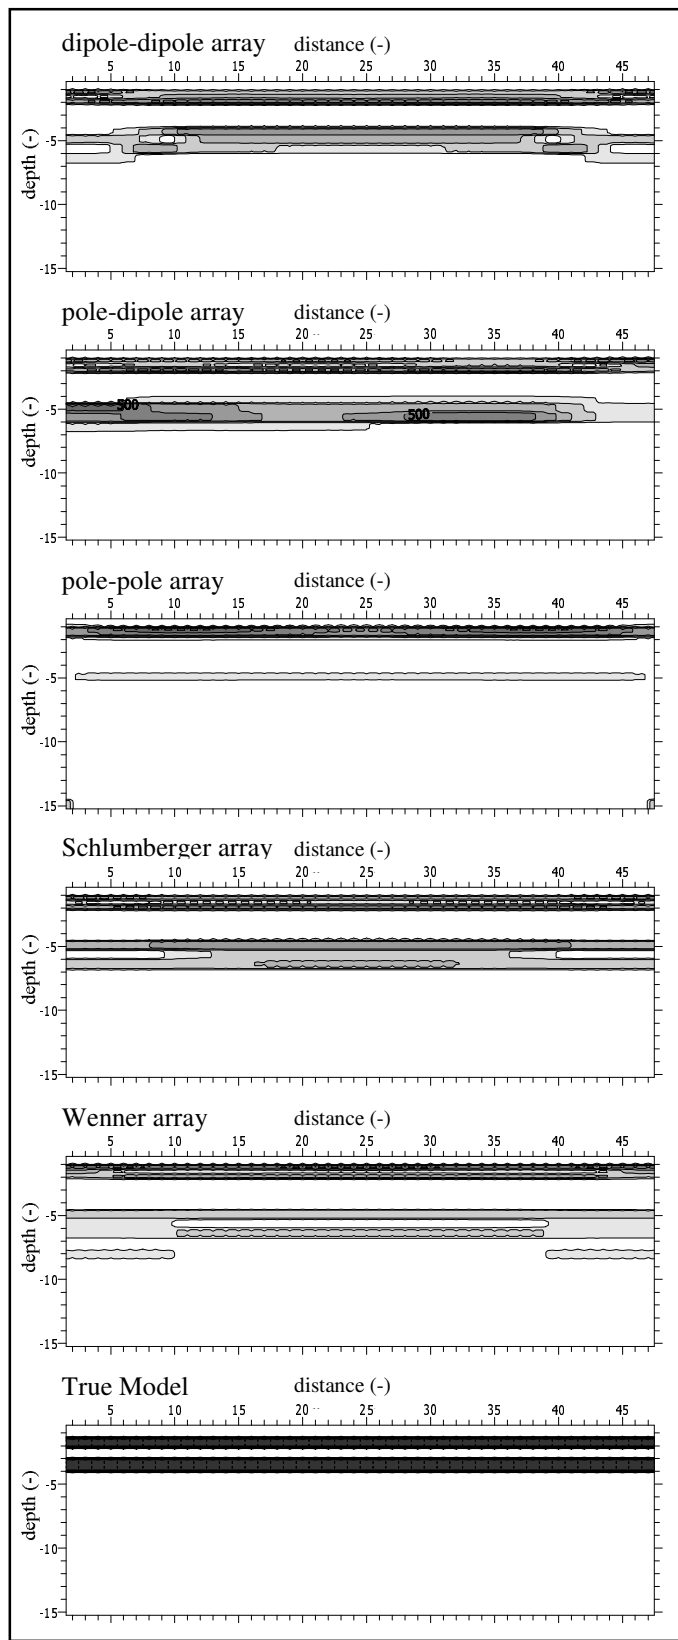 dipole-dipole array distance (-)
5 10 15 20 25 30 35 40 45
depth (-)
-5
-10
-15
pole-dipole array distance (-)
5 10 15 20 25 30 35 40 45
depth (-)
500
500
-5
-10
-15
pole-pole array distance (-)
5 10 15 20 25 30 35 40 45
depth (-)
-5
-10
-15
Schlumberger array distance (-)
5 10 15 20 25 30 35 40 45
depth (-)
-5
-10
-15
Wenner array distance (-)
5 10 15 20 25 30 35 40 45
depth (-)
-5
-10
-15
True Model distance (-)
5 10 15 20 25 30 35 40 45
depth (-)
-5
-10
-15